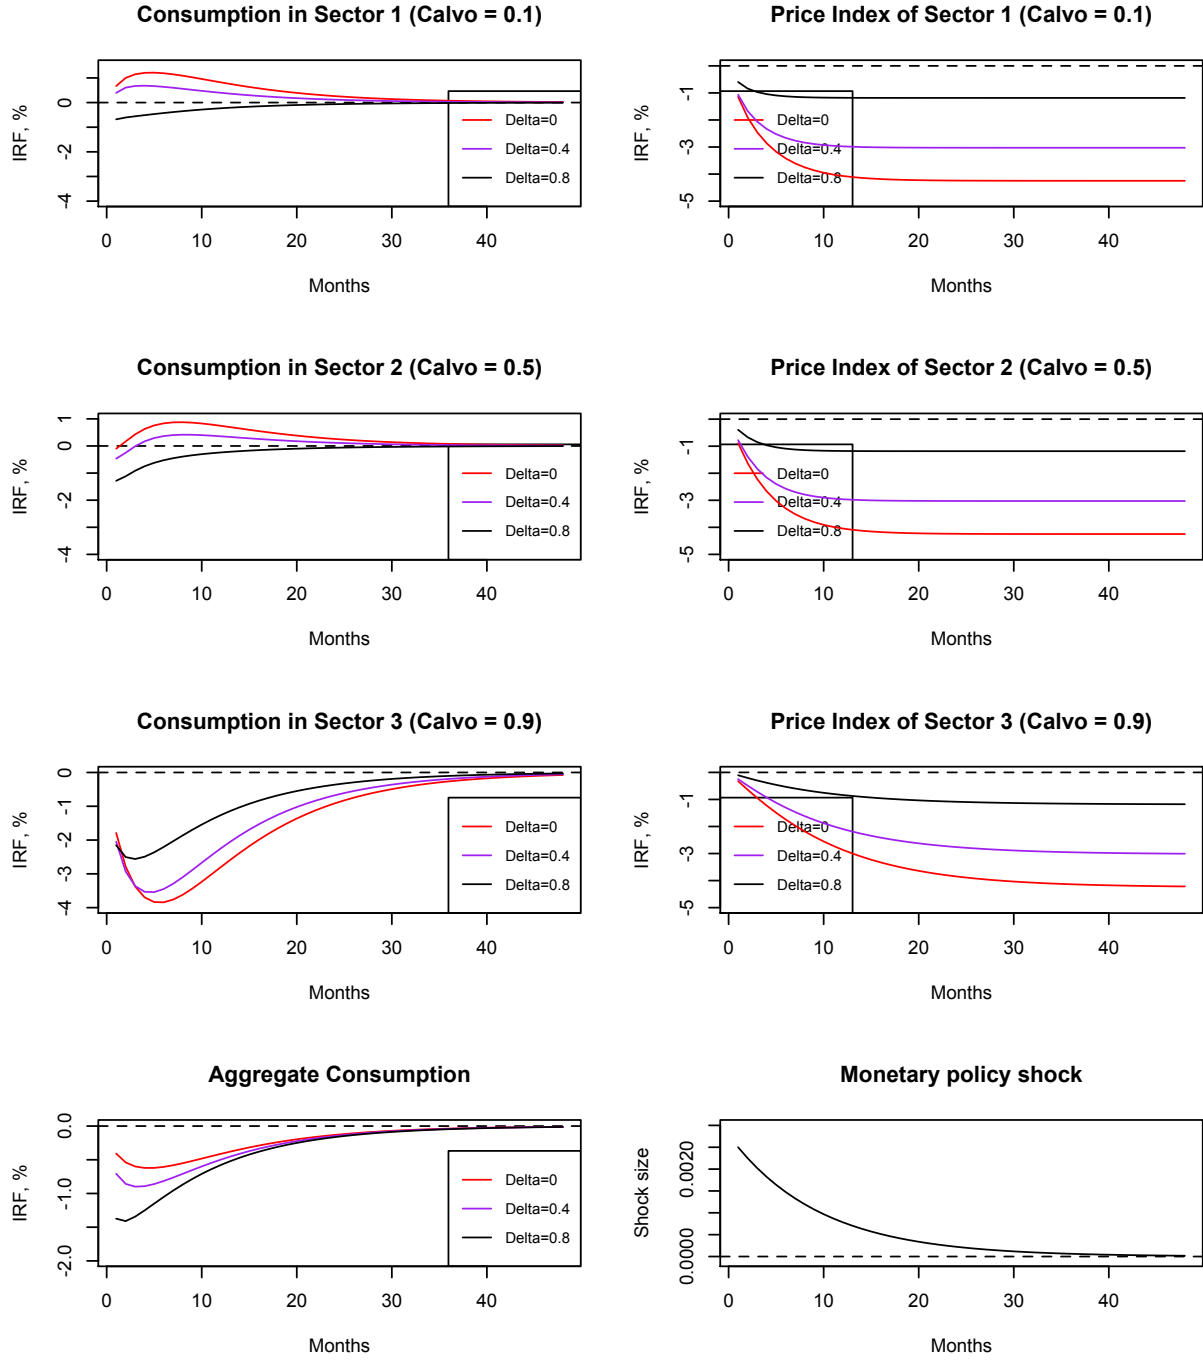 Consumption in Sector 1 (Calvo = 0.1)
IRF, %
0
-2
-4
Delta=0
Delta=0.4
Delta=0.8
0 10 20 30 40
Months
Price Index of Sector 1 (Calvo = 0.1)
IRF, %
-1
-3
-5
Delta=0
Delta=0.4
Delta=0.8
0 10 20 30 40
Months
Consumption in Sector 2 (Calvo = 0.5)
IRF, %
1
0
-2
-4
Delta=0
Delta=0.4
Delta=0.8
0 10 20 30 40
Months
Price Index of Sector 2 (Calvo = 0.5)
IRF, %
-1
-3
-5
Delta=0
Delta=0.4
Delta=0.8
0 10 20 30 40
Months
Consumption in Sector 3 (Calvo = 0.9)
IRF, %
0
-1
-2
-3
-4
Delta=0
Delta=0.4
Delta=0.8
0 10 20 30 40
Months
Price Index of Sector 3 (Calvo = 0.9)
IRF, %
-1
-3
-5
Delta=0
Delta=0.4
Delta=0.8
0 10 20 30 40
Months
Aggregate Consumption
IRF, %
0.0
-1.0
-2.0
Delta=0
Delta=0.4
Delta=0.8
0 10 20 30 40
Months
Monetary policy shock
Shock size
0.0020
0.0000
0 10 20 30 40
Months